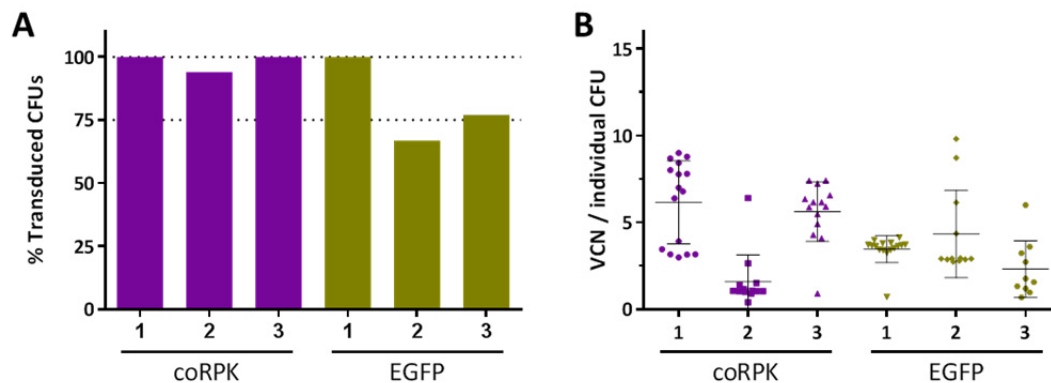 A
% Transduced CFUs
100
75
50
25
0
1 2 3 1 2 3
coRPK EGFP
B
VCN / individual CFU
15
10
5
0
1 2 3 1 2 3
coRPK EGFP